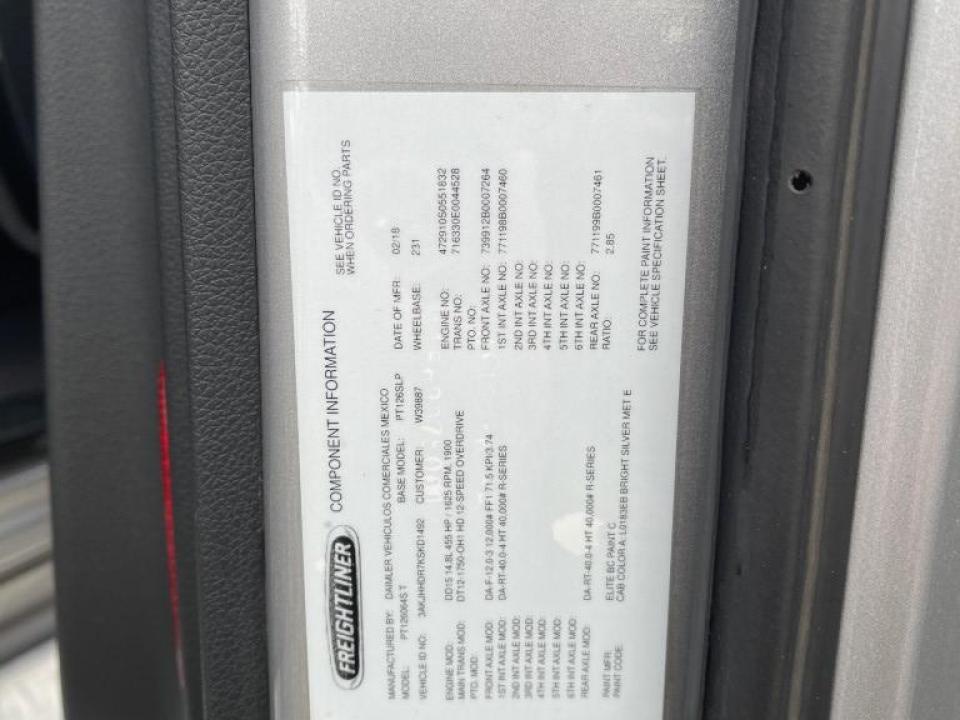 FREIGHTLINER® COMPONENT INFORMATION SEE VEHICLE ID NO.
WHEN ORDERING PARTS
MANUFACTURED BY: DAIMLER VEHICULOS COMERCIALES MEXICO DATE OF MFR: 02/18
MODEL: PT126064S T BASE MODEL: PT126SLP WHEELBASE: 231
VEHICLE ID NO: 3AKJHHDR7KSKD1492 CUSTOMER: W39887
ENGINE MOD: DD15 14.8L 455 HP / 1625 RPM, 1900 ENGINE NO: 472910S0551832
MAIN TRANS MOD: DT12-1750-OH1 HD 12-SPEED OVERDRIVE TRANS NO: 716330E0044528
PTO. MOD: PTO. NO:
FRONT AXLE MOD: DA-F-12.0-3 12,000# FF1 71.5 KPI/3.74 FRONT AXLE NO: 739912B0007264
1ST INT AXLE MOD: DA-RT-40.0-4 HT 40,000# R-SERIES 1ST INT AXLE NO: 771198B0007460
2ND INT AXLE MOD: 2ND INT AXLE NO:
3RD INT AXLE MOD: 3RD INT AXLE NO:
4TH INT AXLE MOD: 4TH INT AXLE NO:
5TH INT AXLE MOD: 5TH INT AXLE NO:
6TH INT AXLE MOD: 6TH INT AXLE NO:
REAR AXLE MOD: DA-RT-40.0-4 HT 40,000# R-SERIES REAR AXLE NO: 771199B0007461
RATIO: 2.85
PAINT MFR: ELITE BC PAINT C
PAINT CODE: CAB COLOR A: L0183EB BRIGHT SILVER MET E
FOR COMPLETE PAINT INFORMATION
SEE VEHICLE SPECIFICATION SHEET.